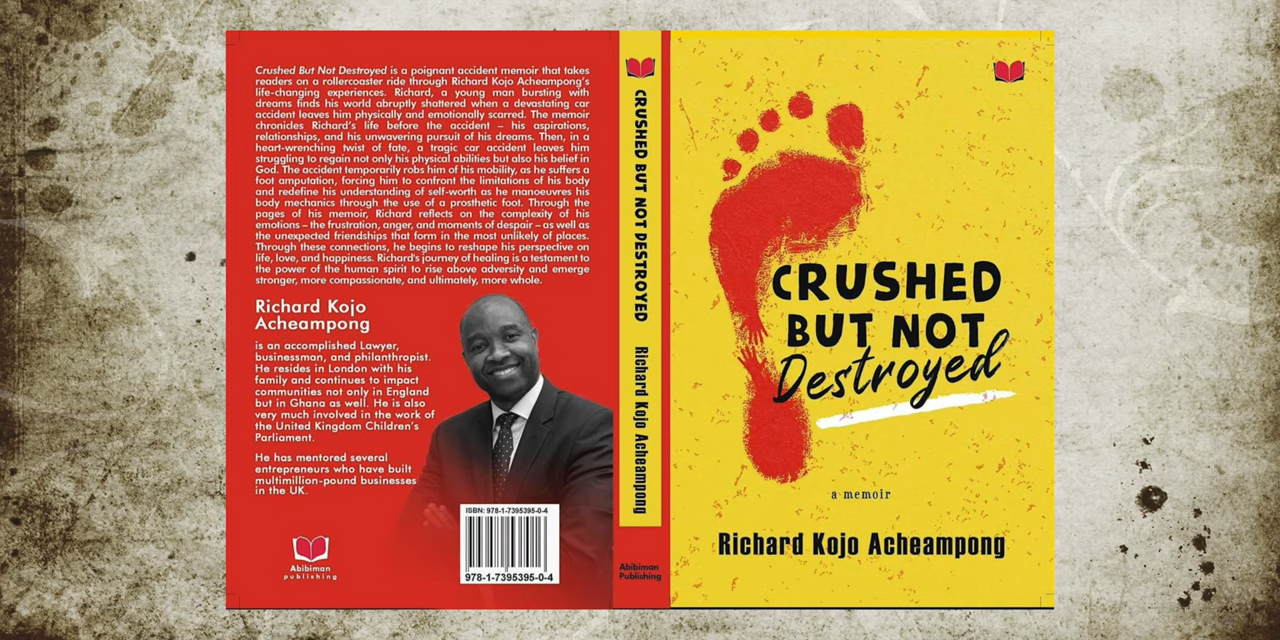 Crushed But Not Destroyed is a poignant accident memoir that takes
readers on a rollercoaster ride through Richard Kojo Acheampong's
life-changing experiences. Richard, a young man bursting with
dreams finds his world abruptly shattered when a devastating car
accident leaves him physically and emotionally scarred. The memoir
chronicles Richard's life before the accident – his aspirations,
relationships, and his unwavering pursuit of his dreams. Then, in a
heart-wrenching twist of fate, a tragic car accident leaves him
struggling to regain not only his physical abilities but also his belief in
God. The accident temporarily robs him of his mobility, as he suffers a
foot amputation, forcing him to confront the limitations of his body
and redefine his understanding of self-worth as he manoeuvres his
body mechanics through the use of a prosthetic foot. Through the
pages of his memoir, Richard reflects on the complexity of his
emotions – the frustration, anger, and moments of despair – as well as
the unexpected friendships that form in the most unlikely of places.
Through these connections, he begins to reshape his perspective on
life, love, and happiness. Richard's journey of healing is a testament to
the power of the human spirit to rise above adversity and emerge
stronger, more compassionate, and ultimately, more whole.
Richard Kojo
Acheampong
is an accomplished Lawyer,
businessman, and philanthropist.
He resides in London with his
family and continues to impact
communities not only in England
but in Ghana as well. He is also
very much involved in the work of
the United Kingdom Children's
Parliament.
He has mentored several
entrepreneurs who have built
multimillion-pound businesses
in the UK.
Abibiman
publishing
ISBN: 978-1-7395395-0-4
978-1-7395395-0-4
CRUSHED BUT NOT DESTROYED
Richard Kojo Acheampong
Abibiman
Publishing
CRUSHED
BUT NOT
Destroyed
a memoir
Richard Kojo Acheampong